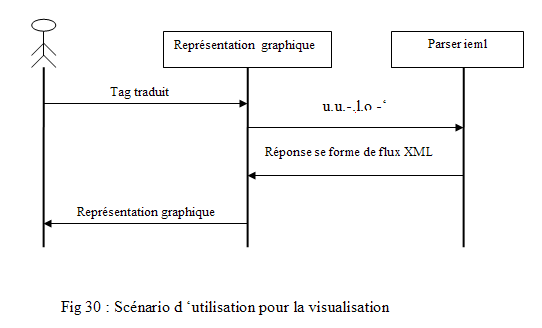 Représentation graphique
Parser ieml
Tag traduit
u.u.-.l.o -‘
Réponse se forme de flux XML
Représentation graphique
Fig 30 : Scénario d ‘utilisation pour la visualisation